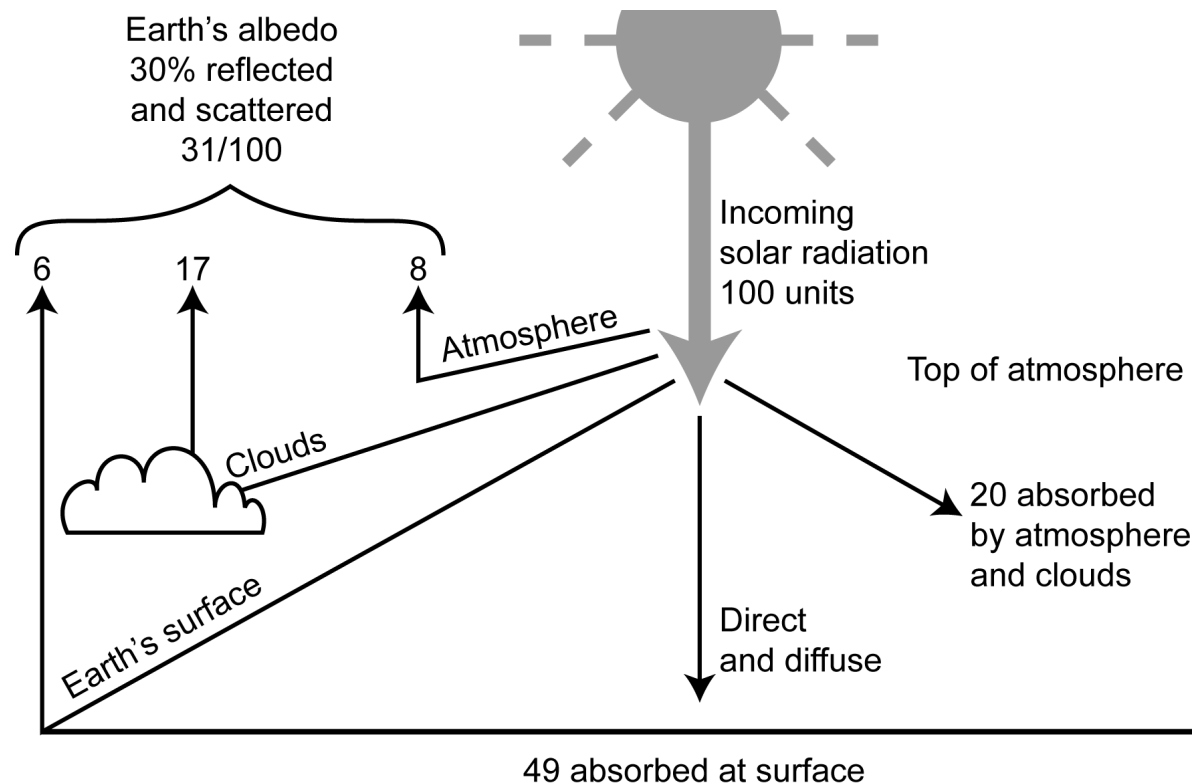 Earth’s albedo
30% reflected
and scattered
31/100
6
17
8
Incoming
solar radiation
100 units
Atmosphere
Top of atmosphere
Clouds
20 absorbed
by atmosphere
and clouds
Earth’s surface
Direct
and diffuse
49 absorbed at surface